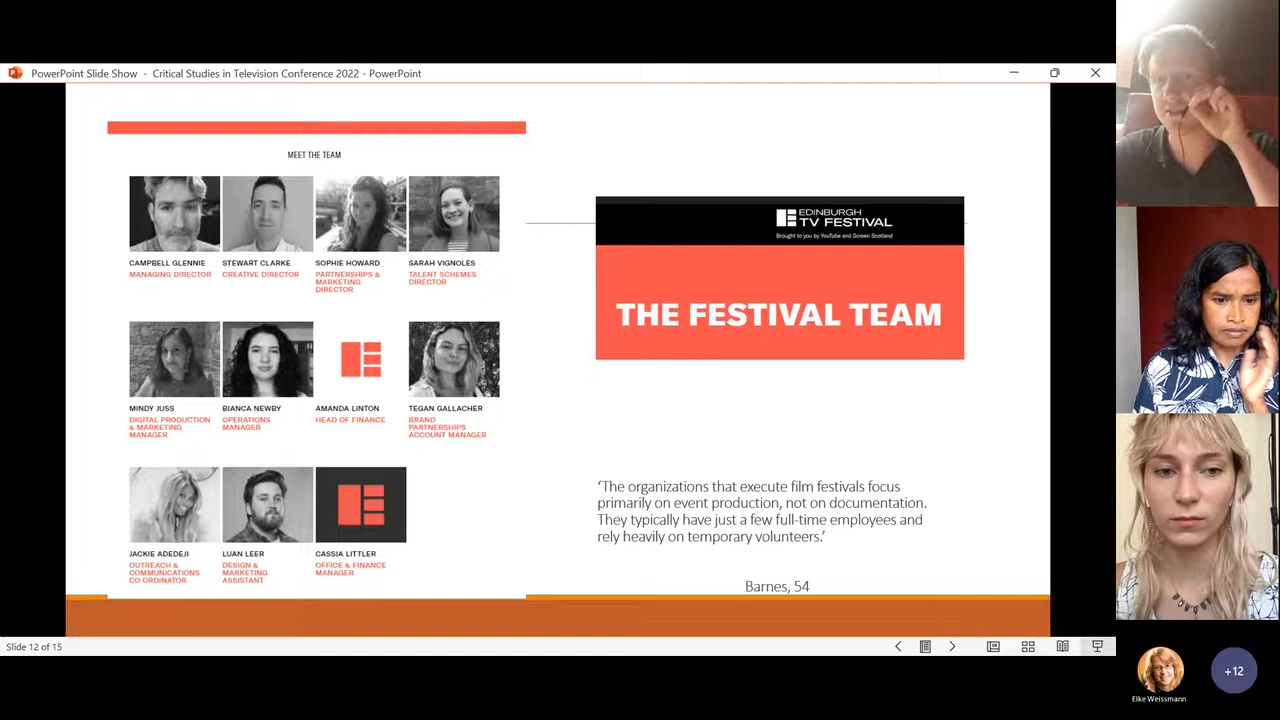 PowerPoint Slide Show - Critical Studies in Television Conference 2022 - PowerPoint
MEET THE TEAM
CAMPBELL GLENNIE
MANAGING DIRECTOR
STEWART CLARKE
CREATIVE DIRECTOR
SOPHIE HOWARD
PARTNERSHIPS &
MARKETING
DIRECTOR
SARAH VIGNOLES
TALENT SCHEMES
DIRECTOR
MINDY JUSS
DIGITAL PRODUCTION
& MARKETING
MANAGER
BIANCA NEWBY
OPERATIONS
MANAGER
AMANDA LINTON
HEAD OF FINANCE
TEGAN GALLACHER
BRAND
PARTNERSHIPS
ACCOUNT MANAGER
JACKIE ADEDEJI
OUTREACH &
COMMUNICATIONS
CO ORDINATOR
LUAN LEER
DESIGN &
MARKETING
ASSISTANT
CASSIA LITTLER
OFFICE & FINANCE
MANAGER
EDINBURGH
TV FESTIVAL
Brought to you by YouTube and Screen Scotland
THE FESTIVAL TEAM
‘The organizations that execute film festivals focus
primarily on event production, not on documentation.
They typically have just a few full-time employees and
rely heavily on temporary volunteers.’
Barnes, 54
Slide 12 of 15
Elke Weissmann
+12